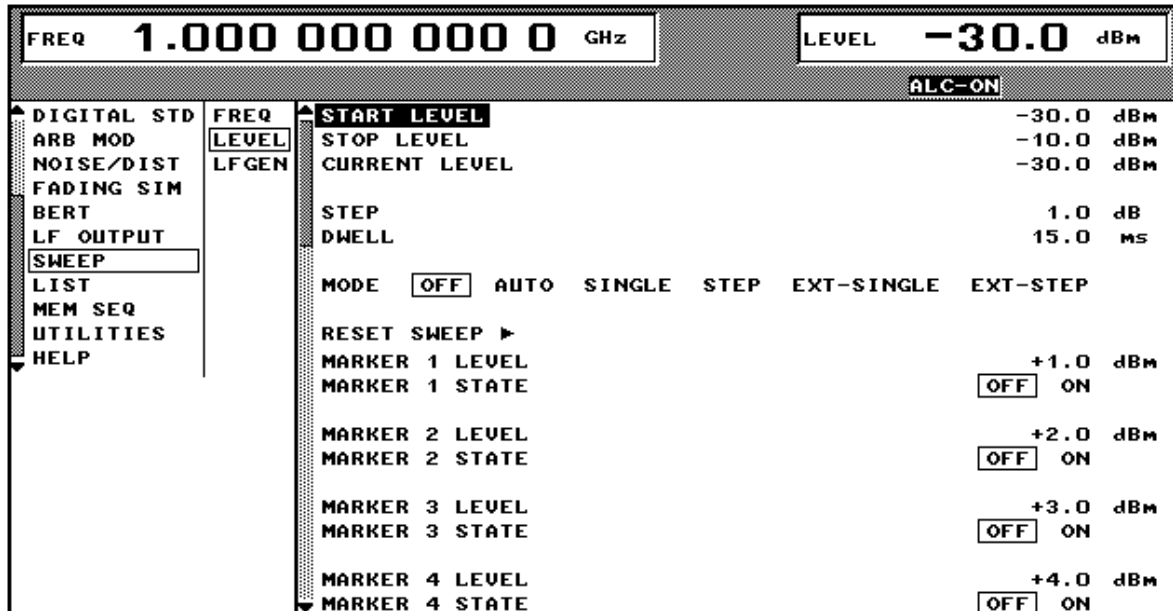 FREQ 1.000 000 000 0 GHz LEVEL -30.0 dBm
ALC-ON
DIGITAL STD
ARB MOD
NOISE/DIST
FADING SIM
BERT
LF OUTPUT
SWEEP
LIST
MEM SEQ
UTILITIES
HELP
FREQ
LEVEL
LFGEN
START LEVEL -30.0 dBm
STOP LEVEL -10.0 dBm
CURRENT LEVEL -30.0 dBm
STEP 1.0 dB
DWELL 15.0 ms
MODE OFF AUTO SINGLE STEP EXT-SINGLE EXT-STEP
RESET SWEEP ▶
MARKER 1 LEVEL +1.0 dBm
MARKER 1 STATE OFF ON
MARKER 2 LEVEL +2.0 dBm
MARKER 2 STATE OFF ON
MARKER 3 LEVEL +3.0 dBm
MARKER 3 STATE OFF ON
MARKER 4 LEVEL +4.0 dBm
MARKER 4 STATE OFF ON